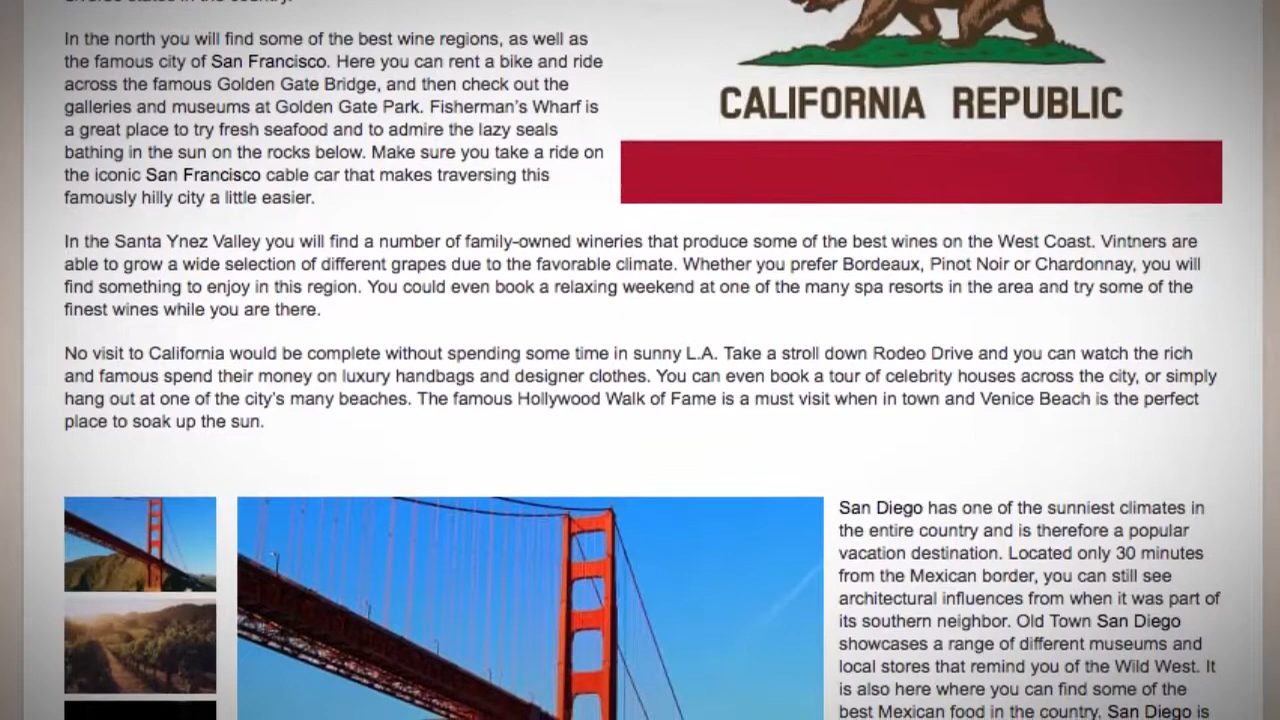 In the north you will find some of the best wine regions, as well as
the famous city of San Francisco. Here you can rent a bike and ride
across the famous Golden Gate Bridge, and then check out the
galleries and museums at Golden Gate Park. Fisherman's Wharf is
a great place to try fresh seafood and to admire the lazy seals
bathing in the sun on the rocks below. Make sure you take a ride on
the iconic San Francisco cable car that makes traversing this
famously hilly city a little easier.
CALIFORNIA REPUBLIC
In the Santa Ynez Valley you will find a number of family-owned wineries that produce some of the best wines on the West Coast. Vintners are
able to grow a wide selection of different grapes due to the favorable climate. Whether you prefer Bordeaux, Pinot Noir or Chardonnay, you will
find something to enjoy in this region. You could even book a relaxing weekend at one of the many spa resorts in the area and try some of the
finest wines while you are there.
No visit to California would be complete without spending some time in sunny L.A. Take a stroll down Rodeo Drive and you can watch the rich
and famous spend their money on luxury handbags and designer clothes. You can even book a tour of celebrity houses across the city, or simply
hang out at one of the city's many beaches. The famous Hollywood Walk of Fame is a must visit when in town and Venice Beach is the perfect
place to soak up the sun.
San Diego has one of the sunniest climates in
the entire country and is therefore a popular
vacation destination. Located only 30 minutes
from the Mexican border, you can still see
architectural influences from when it was part of
its southern neighbor. Old Town San Diego
showcases a range of different museums and
local stores that remind you of the Wild West. It
is also here where you can find some of the
best Mexican food in the country. San Diego is